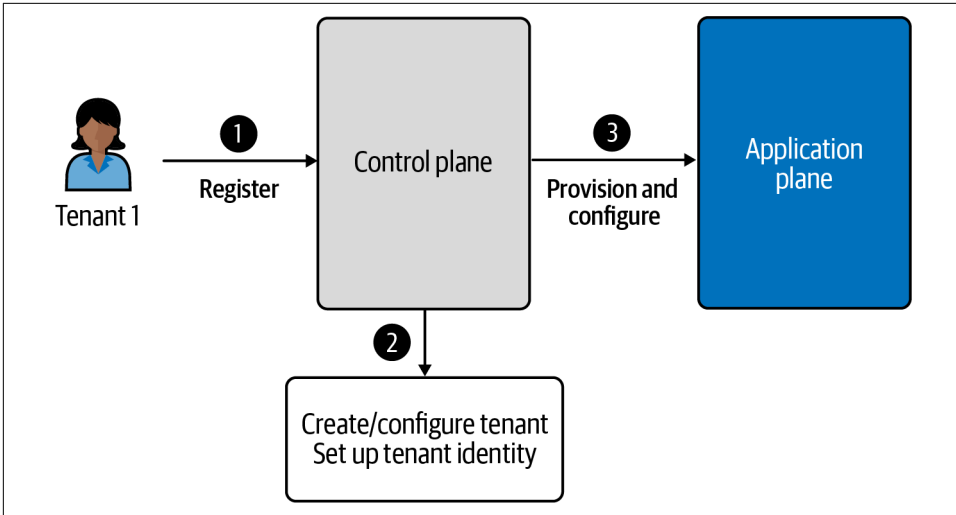 Tenant 1
1
Register
Control plane
2
Create/configure tenant
Set up tenant identity
3
Provision and
configure
Application
plane